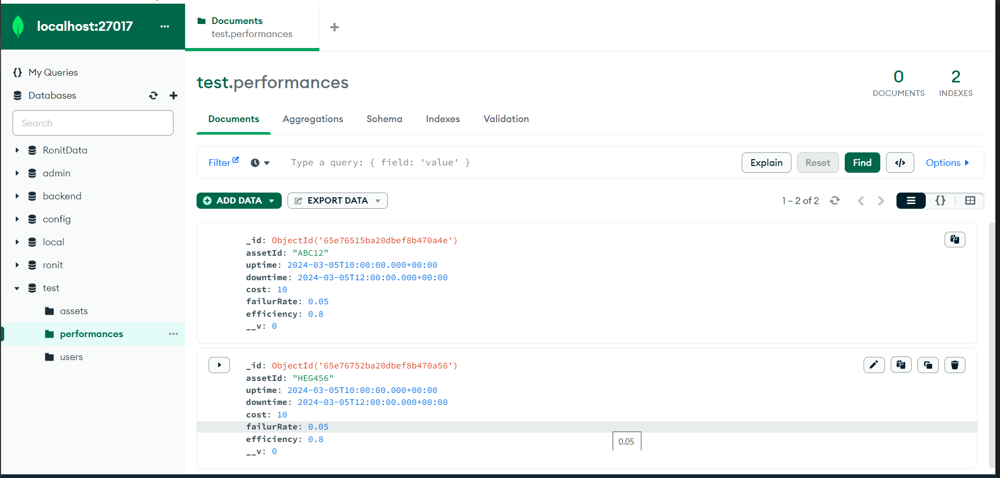 localhost:27017
Documents
test.performances
My Queries
Databases
Search
RonitData
admin
backend
config
local
ronit
test
assets
performances
users
test.performances
0
DOCUMENTS
2
INDEXES
Documents Aggregations Schema Indexes Validation
Filter Type a query: { field: 'value' } Explain Reset Find </> Options
ADD DATA EXPORT DATA 1 – 2 of 2 {}
_id: ObjectId('65e76515ba20dbef8b470a4e')
assetId: "ABC12"
uptime: 2024-03-05T10:00:00.000+00:00
downtime: 2024-03-05T12:00:00.000+00:00
cost: 10
failurRate: 0.05
efficiency: 0.8
__v: 0
_id: ObjectId('65e76752ba20dbef8b470a56')
assetId: "HEG456"
uptime: 2024-03-05T10:00:00.000+00:00
downtime: 2024-03-05T12:00:00.000+00:00
cost: 10
failurRate: 0.05
efficiency: 0.8
0.05
__v: 0